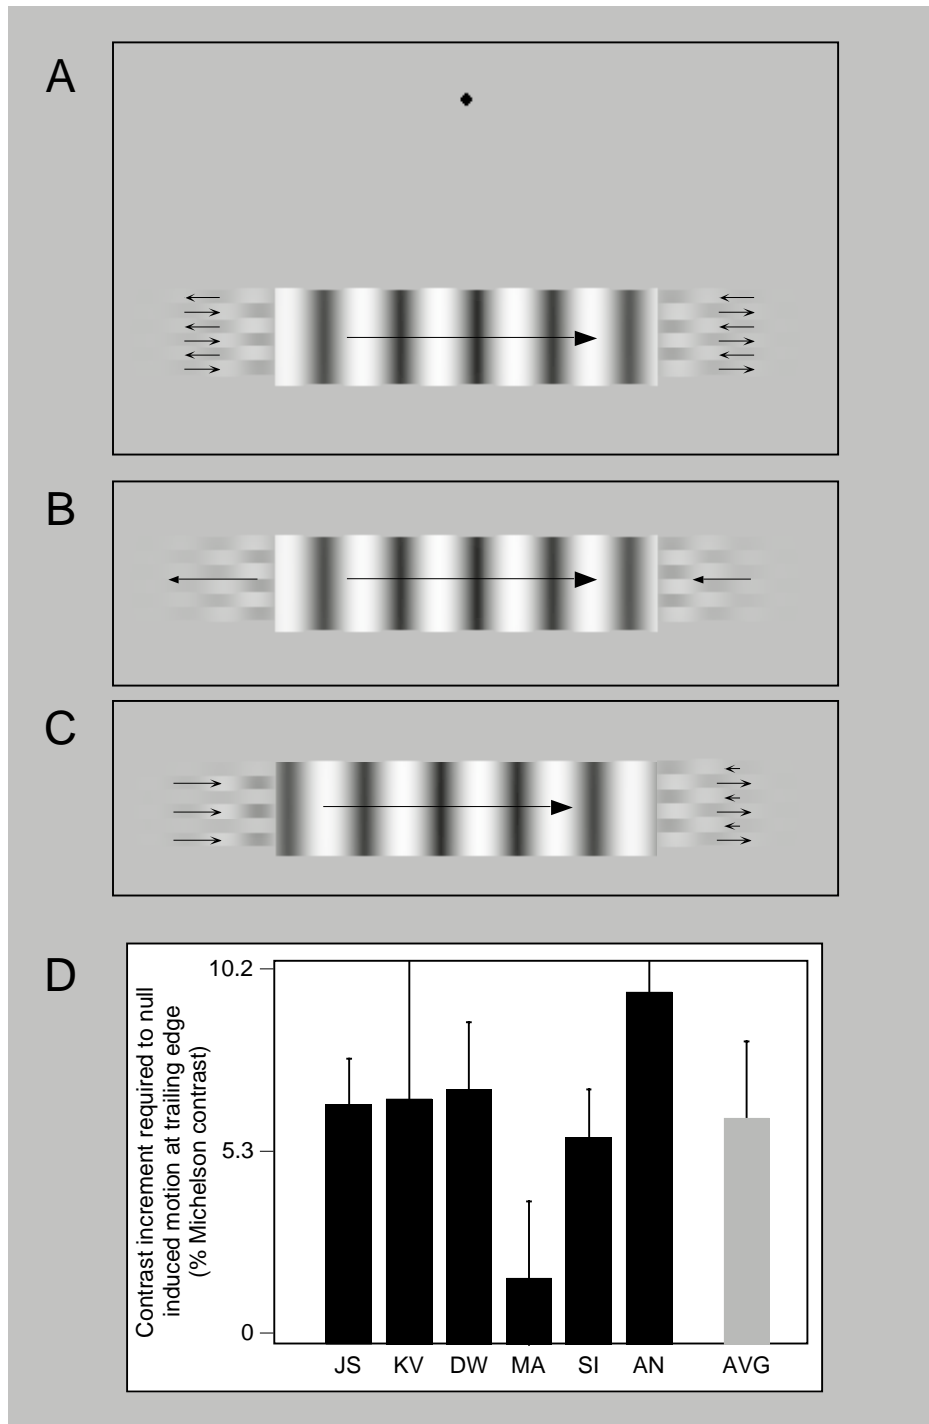 A
B
C
D
Contrast increment required to null
induced motion at trailing edge
(% Michelson contrast)
10.2
5.3
0
JS KV DW MA SI AN AVG